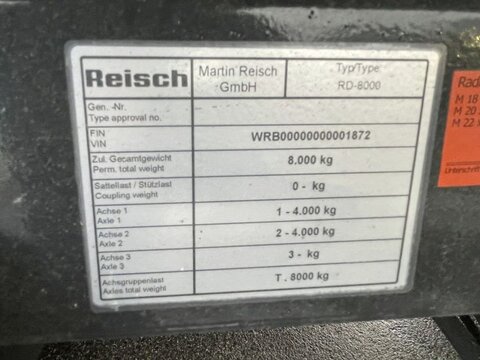 Reisch
Martin Reisch
GmbH
Typ/Type
RD-8000
Gen. -Nr.
Type approval no.
-
FIN
VIN
WRB00000000001872
Zul. Gesamtgewicht
Perm. total weight
8.000 kg
Sattellast / Stützlast
Coupling weight
0 - kg
Achse 1
Axle 1
1 - 4.000 kg
Achse 2
Axle 2
2 - 4.000 kg
Achse 3
Axle 3
3 - kg
Achsgruppenlast
Axles total weight
T . 8000 kg
M 18
M 20
M 22